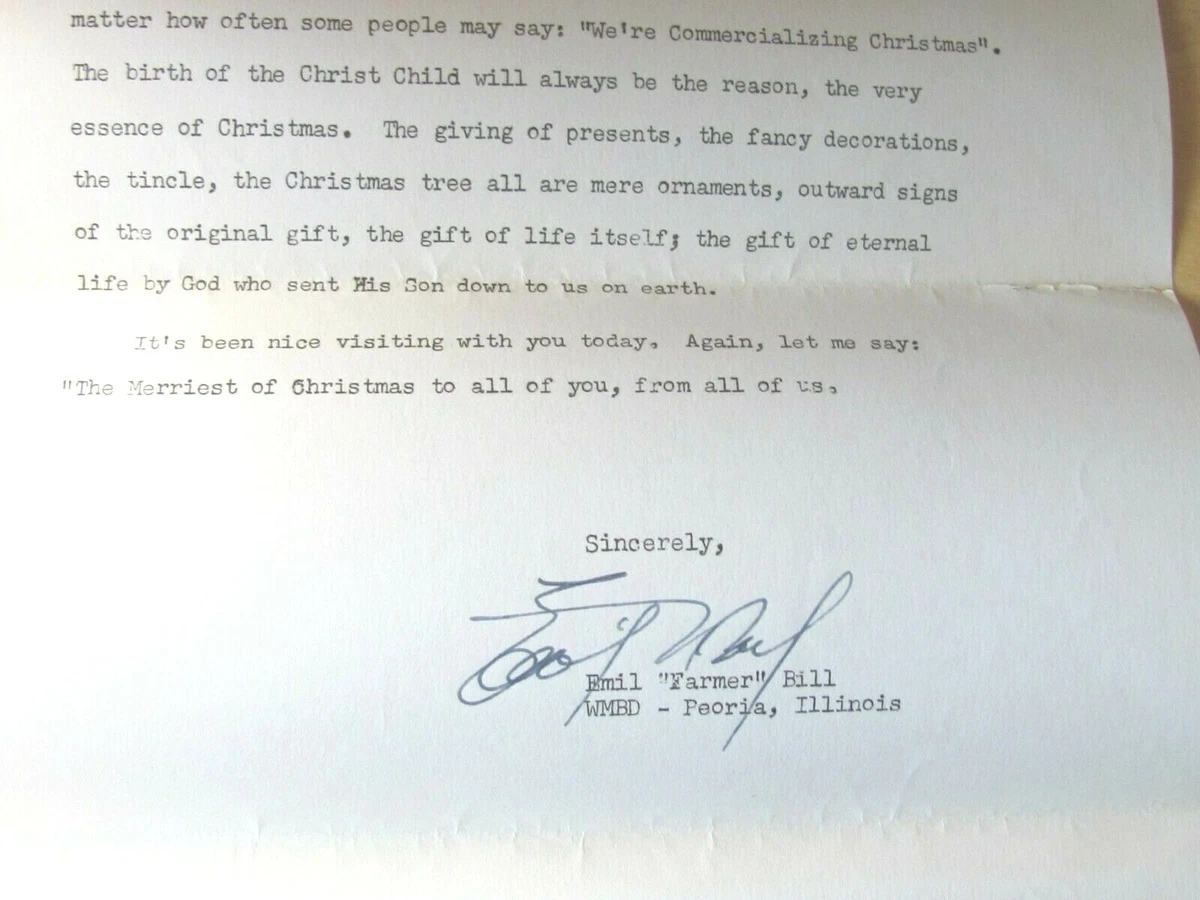 matter how often some people may say: "We're Commercializing Christmas".
The birth of the Christ Child will always be the reason, the very
essence of Christmas. The giving of presents, the fancy decorations,
the tincle, the Christmas tree all are mere ornaments, outward signs
of the original gift, the gift of life itself; the gift of eternal
life by God who sent His Son down to us on earth.
It's been nice visiting with you today. Again, let me say:
"The Merriest of Christmas to all of you, from all of us.
Sincerely,
Emil "Farmer" Bill
WMBD - Peoria, Illinois